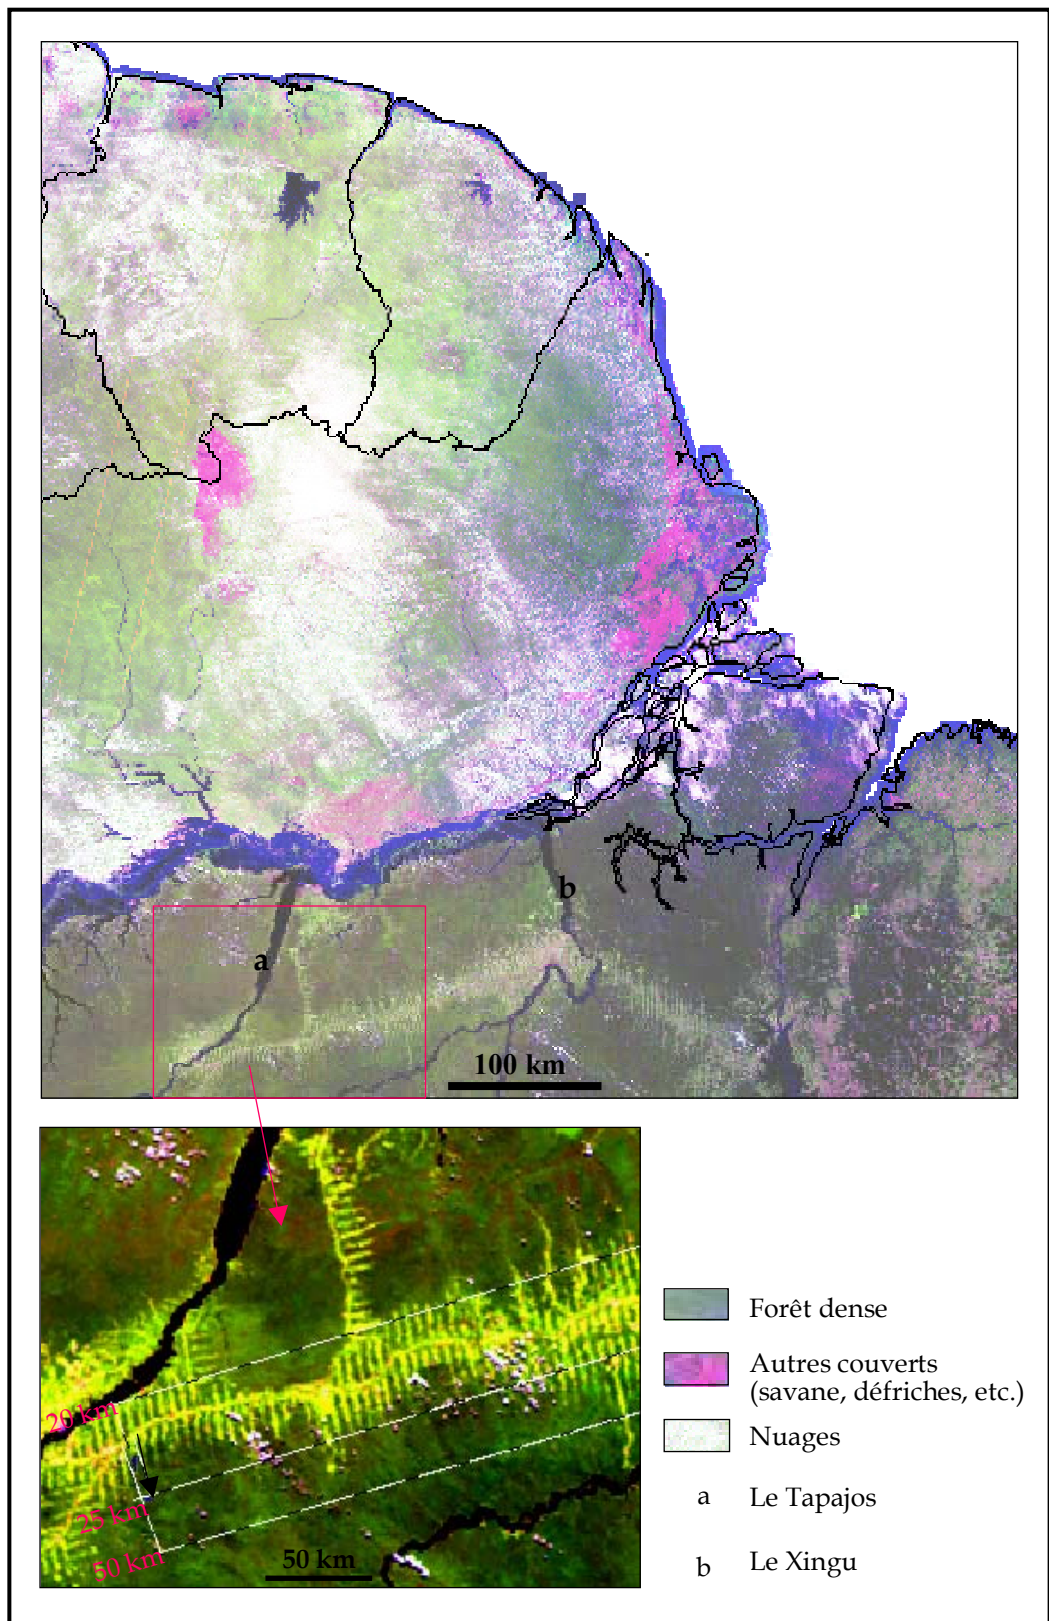 b
a
100 km
20 km
25 km
50 km
50 km
Forêt dense
Autres couverts
(savane, défriches, etc.)
Nuages
a Le Tapajos
b Le Xingu